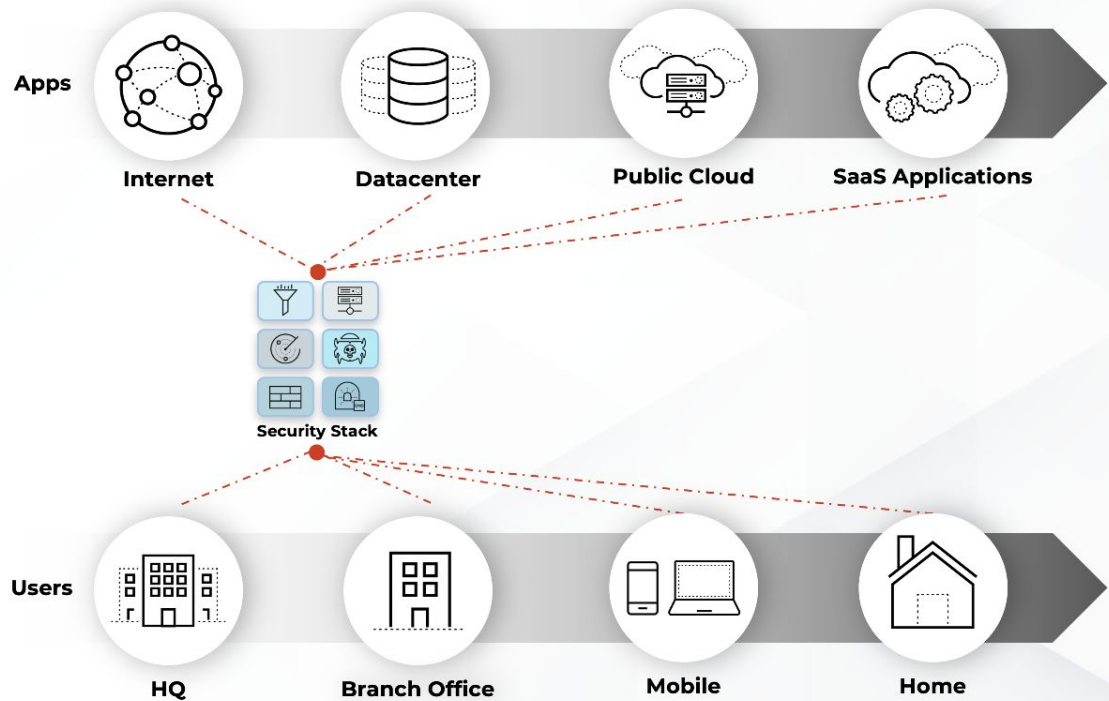 Apps
Internet
Datacenter
Public Cloud
SaaS Applications
Security Stack
Users
HQ
Branch Office
Mobile
Home